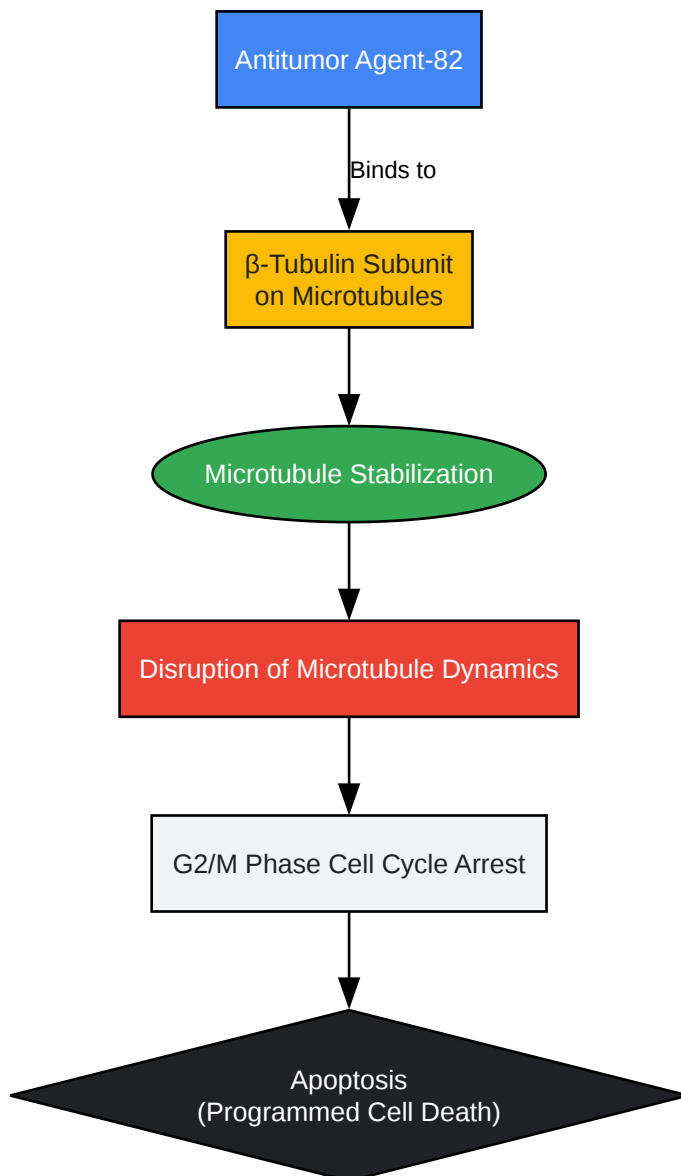 Antitumor Agent-82
Binds to
β-Tubulin Subunit
on Microtubules
Microtubule Stabilization
Disruption of Microtubule Dynamics
G2/M Phase Cell Cycle Arrest
Apoptosis
(Programmed Cell Death)